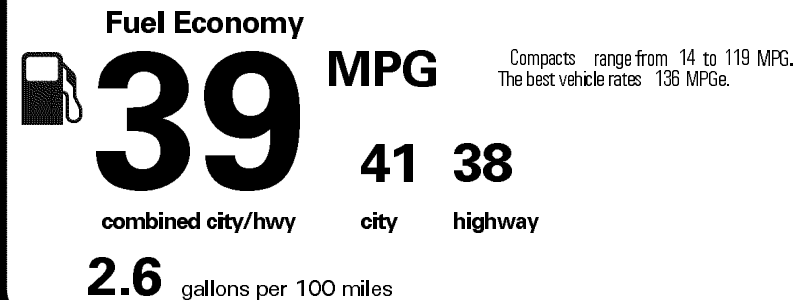 Fuel Economy
39 MPG
Compacts range from 14 to 119 MPG.
The best vehicle rates 136 MPGe.
41 38
combined city/hwy city highway
2.6 gallons per 100 miles